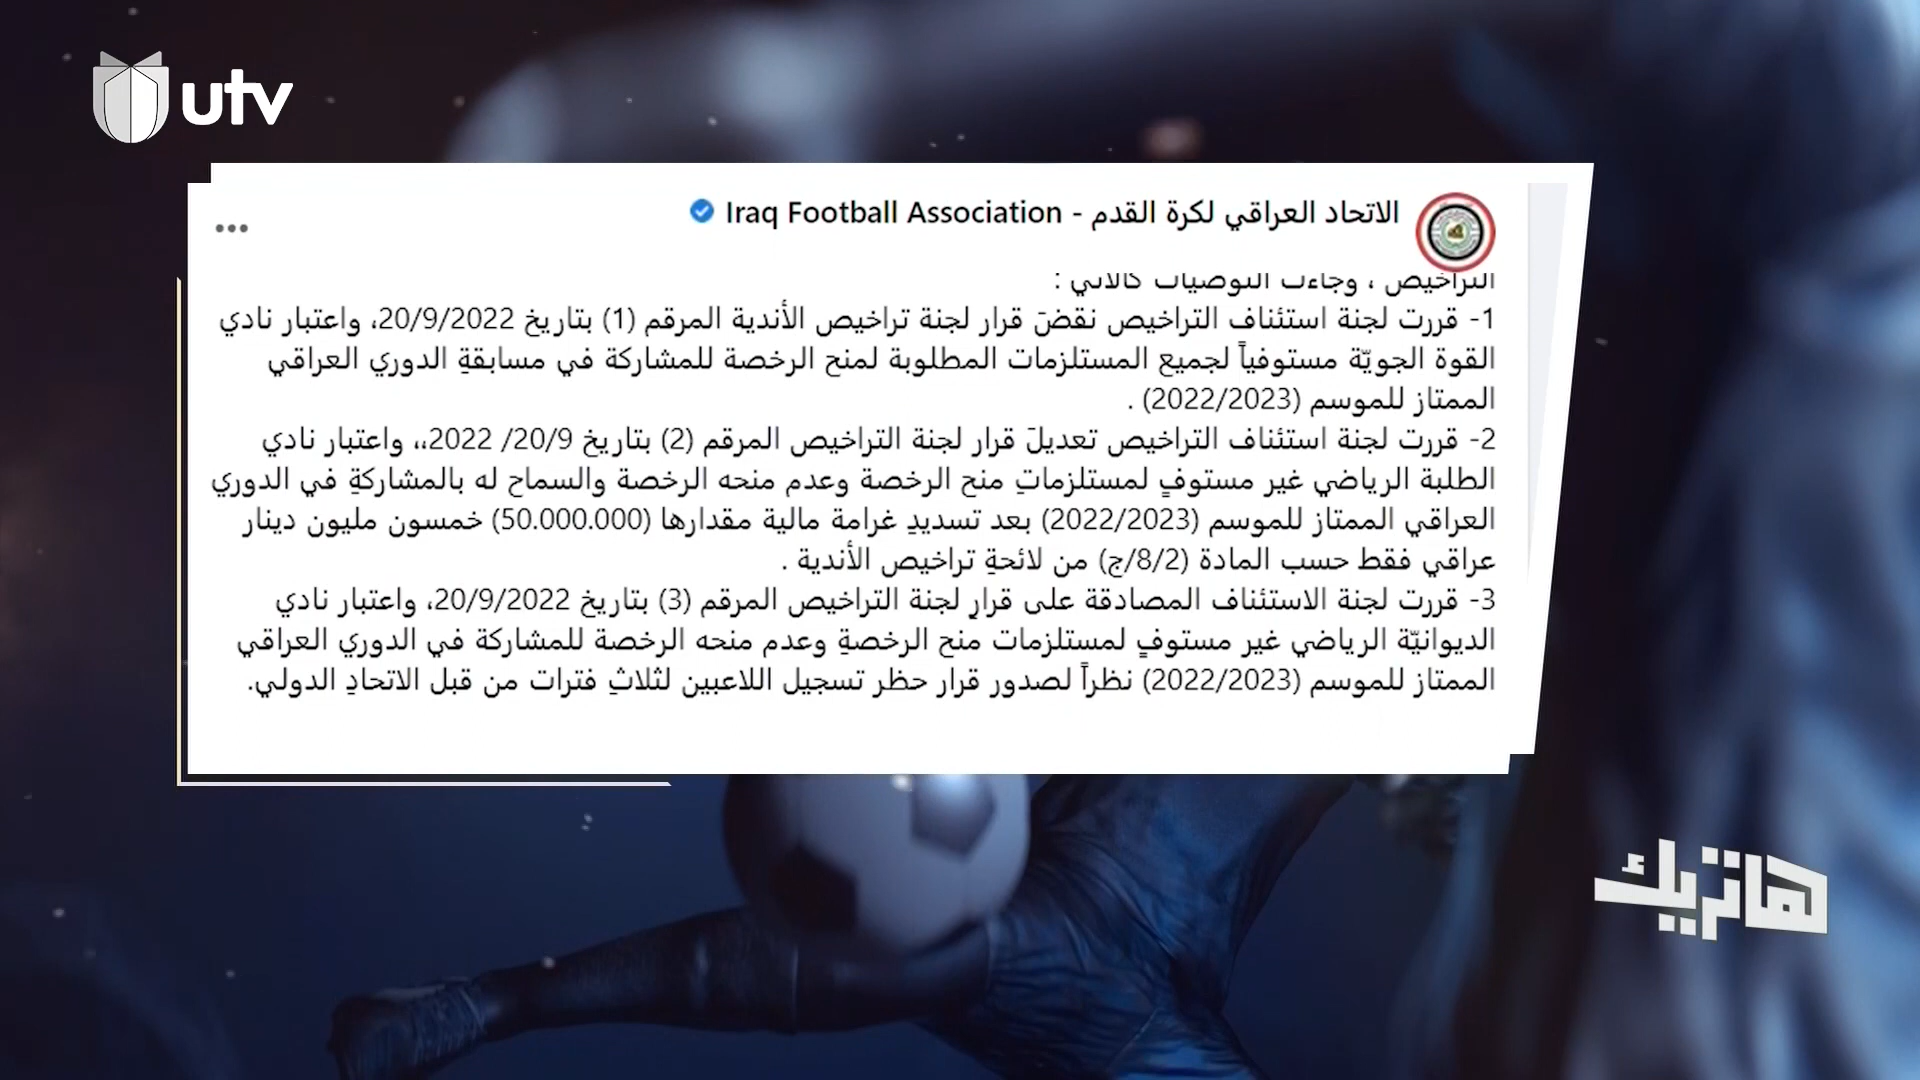 utv
الاتحاد العراقي لكرة القدم - Iraq Football Association
التراخيص ، وجاءت التوصيات كالاتي :
1- قررت لجنة استئناف التراخيص نقضَ قرار لجنة تراخيص الأندية المرقم (1) بتاريخ 20/9/2022، واعتبار نادي
القوة الجويّة مستوفياً لجميع المستلزمات المطلوبة لمنح الرخصة للمشاركة في مسابقةِ الدوري العراقي
الممتاز للموسم (2022/2023) .
2- قررت لجنة استئناف التراخيص تعديلَ قرار لجنة التراخيص المرقم (2) بتاريخ 20/9/ 2022،، واعتبار نادي
الطلبة الرياضي غير مستوفٍ لمستلزماتِ منح الرخصة وعدم منحه الرخصة والسماح له بالمشاركةِ في الدوري
العراقي الممتاز للموسم (2022/2023) بعد تسديدِ غرامة مالية مقدارها (50.000.000) خمسون مليون دينار
عراقي فقط حسب المادة (8/2/ج) من لائحةِ تراخيص الأندية .
3- قررت لجنة الاستئناف المصادقة على قرارِ لجنة التراخيص المرقم (3) بتاريخ 20/9/2022، واعتبار نادي
الديوانيّة الرياضي غير مستوفٍ لمستلزمات منح الرخصةِ وعدم منحه الرخصة للمشاركة في الدوري العراقي
الممتاز للموسم (2022/2023) نظراً لصدور قرار حظر تسجيل اللاعبين لثلاثِ فترات من قبل الاتحادِ الدولي.
هاتريك